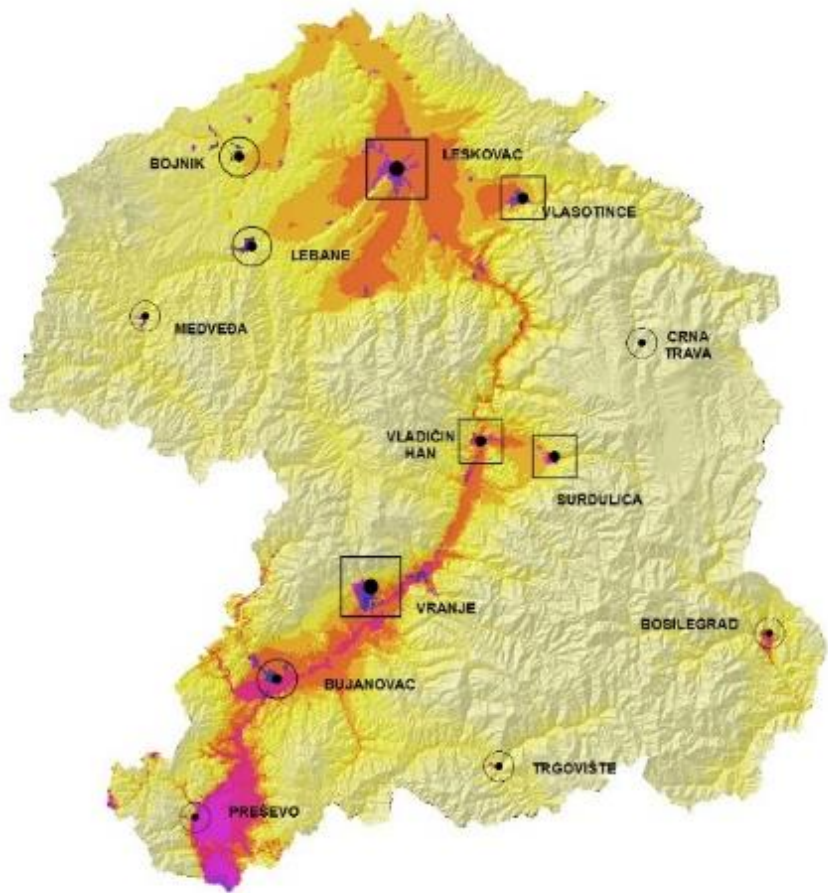 LESKOVAC
BOJNIK
VLASOTINCE
LEBANE
MEDVEĐA
CRNA
TRAVA
VLADIČIN
HAN
SURDULICA
VRANJE
BOSILEGRAD
BUJANOVAC
TRGOVIŠTE
PREŠEVO